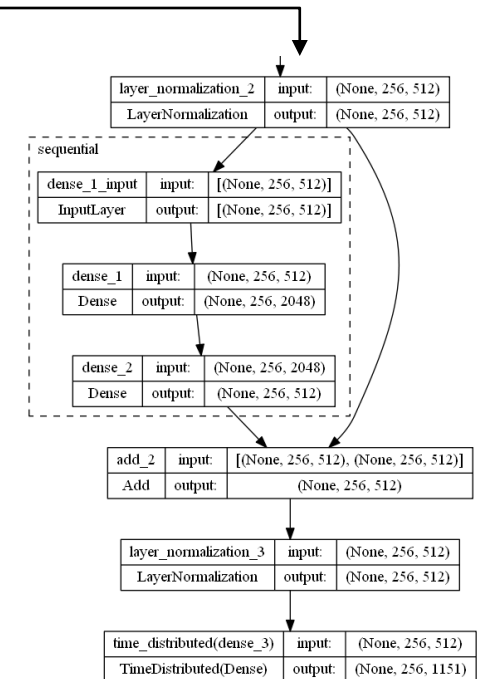 layer_normalization_2 input: (None, 256, 512)
LayerNormalization output: (None, 256, 512)
sequential
dense_1_input input: [(None, 256, 512)]
InputLayer output: [(None, 256, 512)]
dense_1 input: (None, 256, 512)
Dense output: (None, 256, 2048)
dense_2 input: (None, 256, 2048)
Dense output: (None, 256, 512)
add_2 input: [(None, 256, 512), (None, 256, 512)]
Add output: (None, 256, 512)
layer_normalization_3 input: (None, 256, 512)
LayerNormalization output: (None, 256, 512)
time_distributed(dense_3) input: (None, 256, 512)
TimeDistributed(Dense) output: (None, 256, 1151)